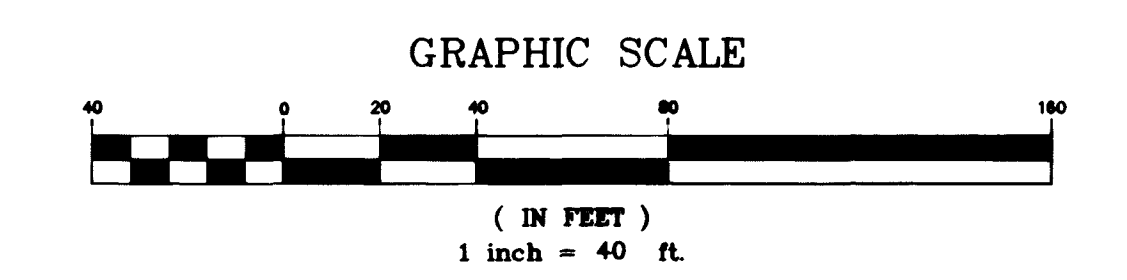 GRAPHIC SCALE
40 0 20 40 80 160
( IN FEET )
1 inch = 40 ft.